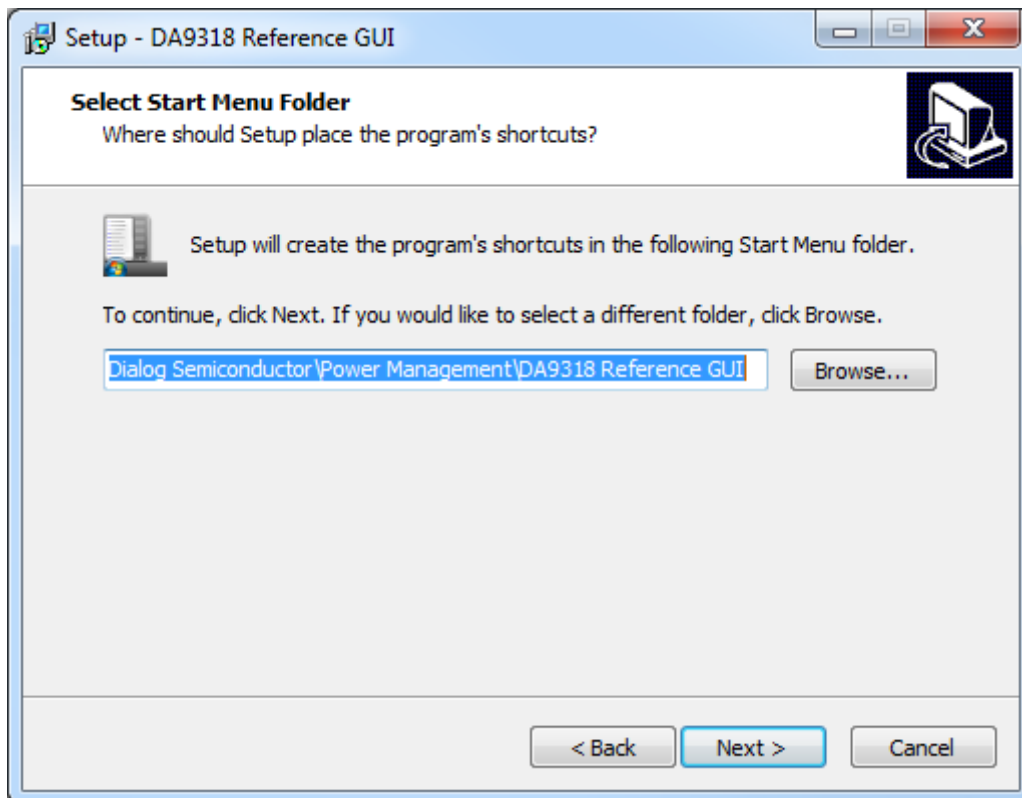 Setup - DA9318 Reference GUI
Select Start Menu Folder
Where should Setup place the program's shortcuts?
Setup will create the program's shortcuts in the following Start Menu folder.
To continue, click Next. If you would like to select a different folder, click Browse.
Dialog Semiconductor\Power Management\DA9318 Reference GUI
Browse...
< Back
Next >
Cancel